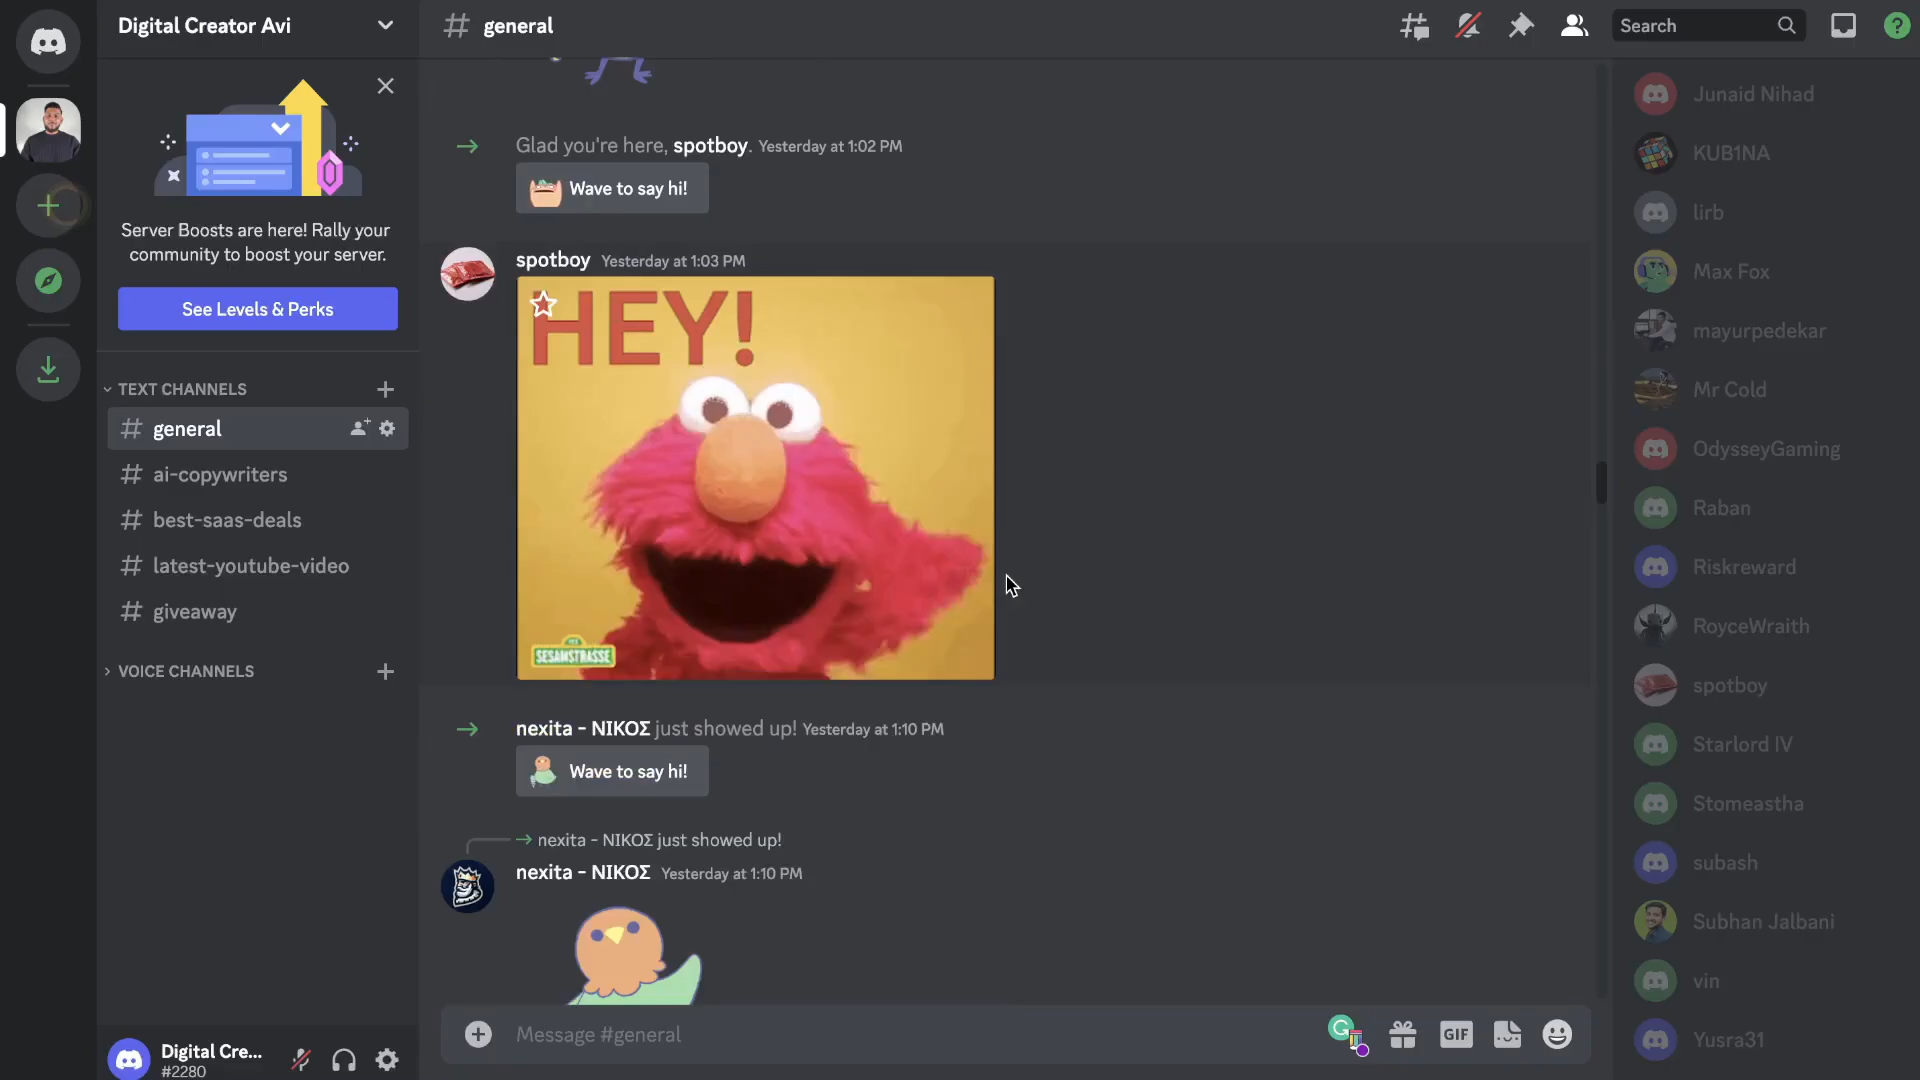 Digital Creator Avi
general
Search
?
Server Boosts are here! Rally your
community to boost your server.
See Levels & Perks
TEXT CHANNELS
general
ai-copywriters
best-saas-deals
latest-youtube-video
giveaway
VOICE CHANNELS
Digital Cre...
#2280
Glad you're here, spotboy. Yesterday at 1:02 PM
Wave to say hi!
spotboy Yesterday at 1:03 PM
HEY!
SESAMSTRASSE
nexita - ΝΙΚΟΣ just showed up! Yesterday at 1:10 PM
Wave to say hi!
nexita - ΝΙΚΟΣ just showed up!
nexita - ΝΙΚΟΣ Yesterday at 1:10 PM
Message #general
GIF
Junaid Nihad
KUB1NA
lirb
Max Fox
mayurpedekar
Mr Cold
OdysseyGaming
Raban
Riskreward
RoyceWraith
spotboy
Starlord IV
Stomeastha
subash
Subhan Jalbani
vin
Yusra31